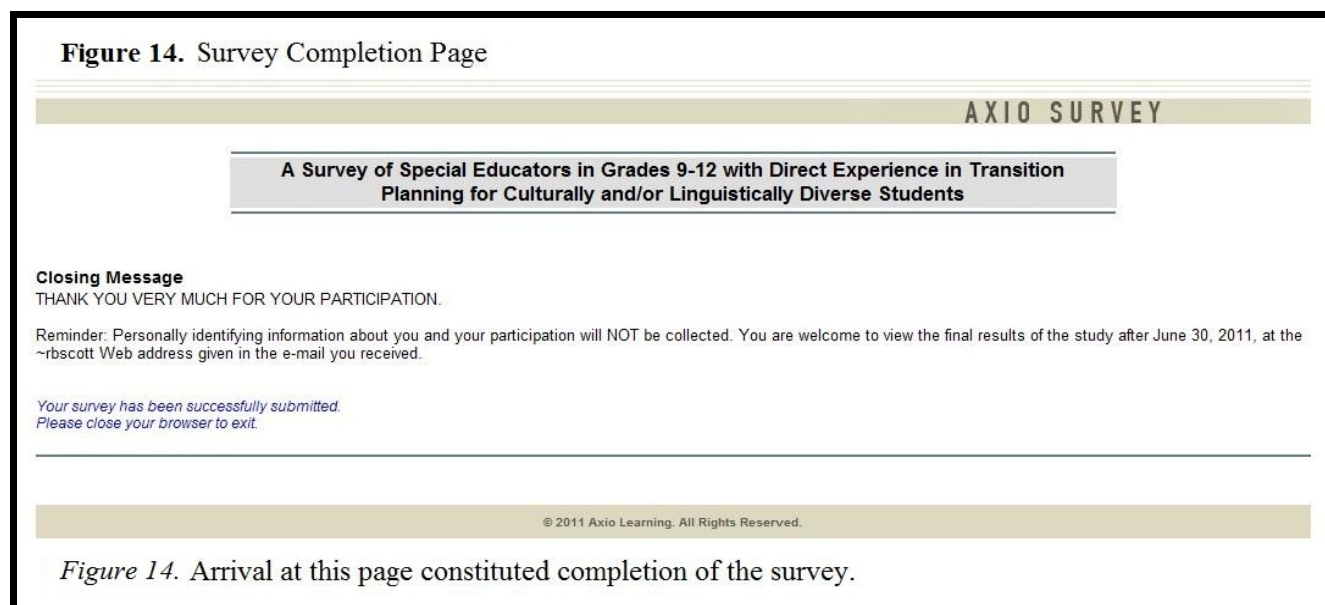 Figure 14. Survey Completion Page
AXIO SURVEY
A Survey of Special Educators in Grades 9-12 with Direct Experience in Transition
Planning for Culturally and/or Linguistically Diverse Students
Closing Message
THANK YOU VERY MUCH FOR YOUR PARTICIPATION.
Reminder: Personally identifying information about you and your participation will NOT be collected. You are welcome to view the final results of the study after June 30, 2011, at the
~rbscott Web address given in the e-mail you received.
Your survey has been successfully submitted.
Please close your browser to exit.
© 2011 Axio Learning. All Rights Reserved.
Figure 14. Arrival at this page constituted completion of the survey.